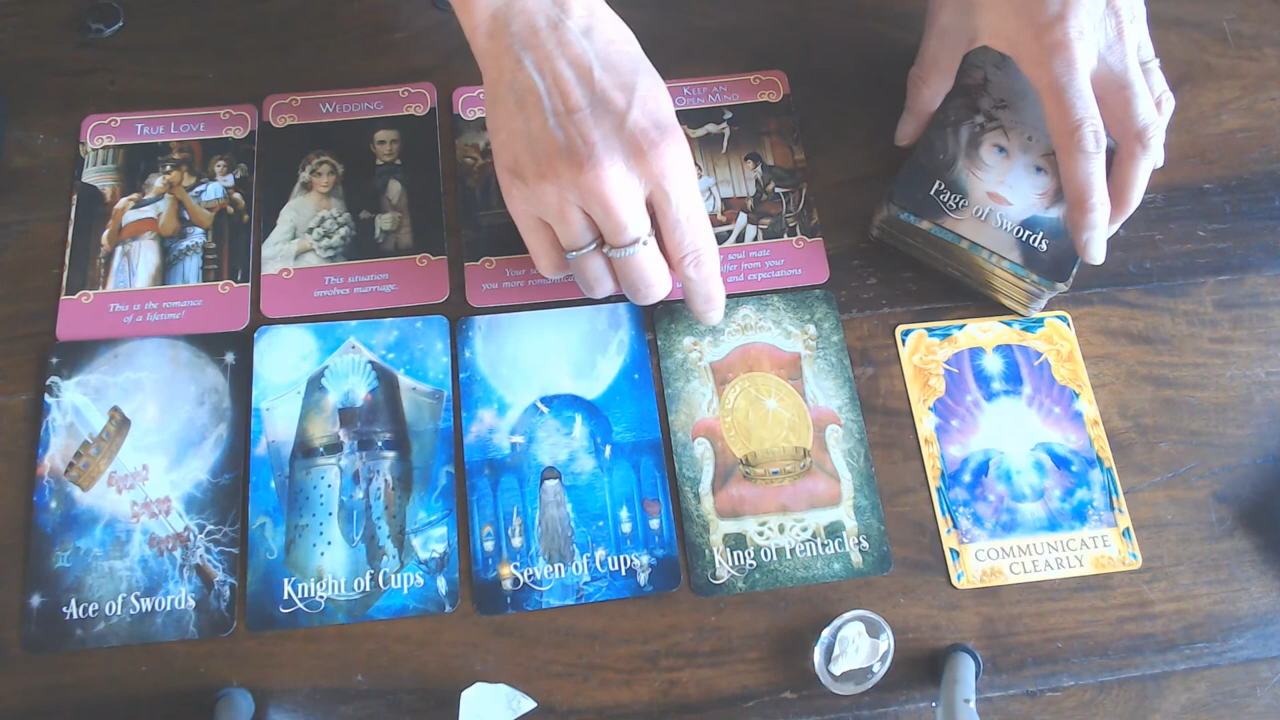 TRUE LOVE
This is the romance
of a lifetime!
WEDDING
This situation
involves marriage.
Your
you more romantica
KEEP AN
OPEN MIND
soul mate
from your
and expectations
Page of Swords
Ace of Swords
Knight of Cups
Seven of Cups
King of Pentacles
COMMUNICATE
CLEARLY